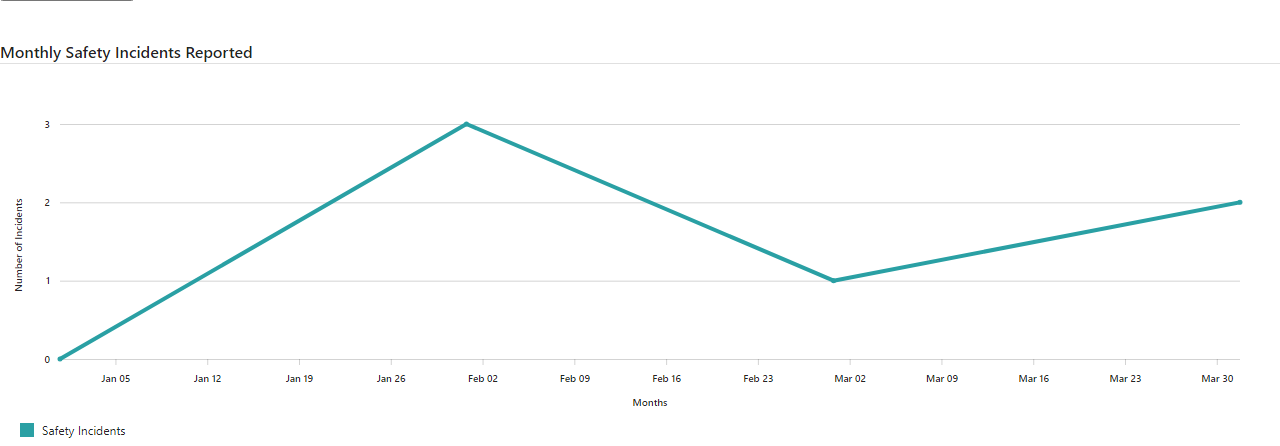 Monthly Safety Incidents Reported
3
2
1
0
Number of Incidents
Jan 05 Jan 12 Jan 19 Jan 26 Feb 02 Feb 09 Feb 16 Feb 23 Mar 02 Mar 09 Mar 16 Mar 23 Mar 30
Months
Safety Incidents